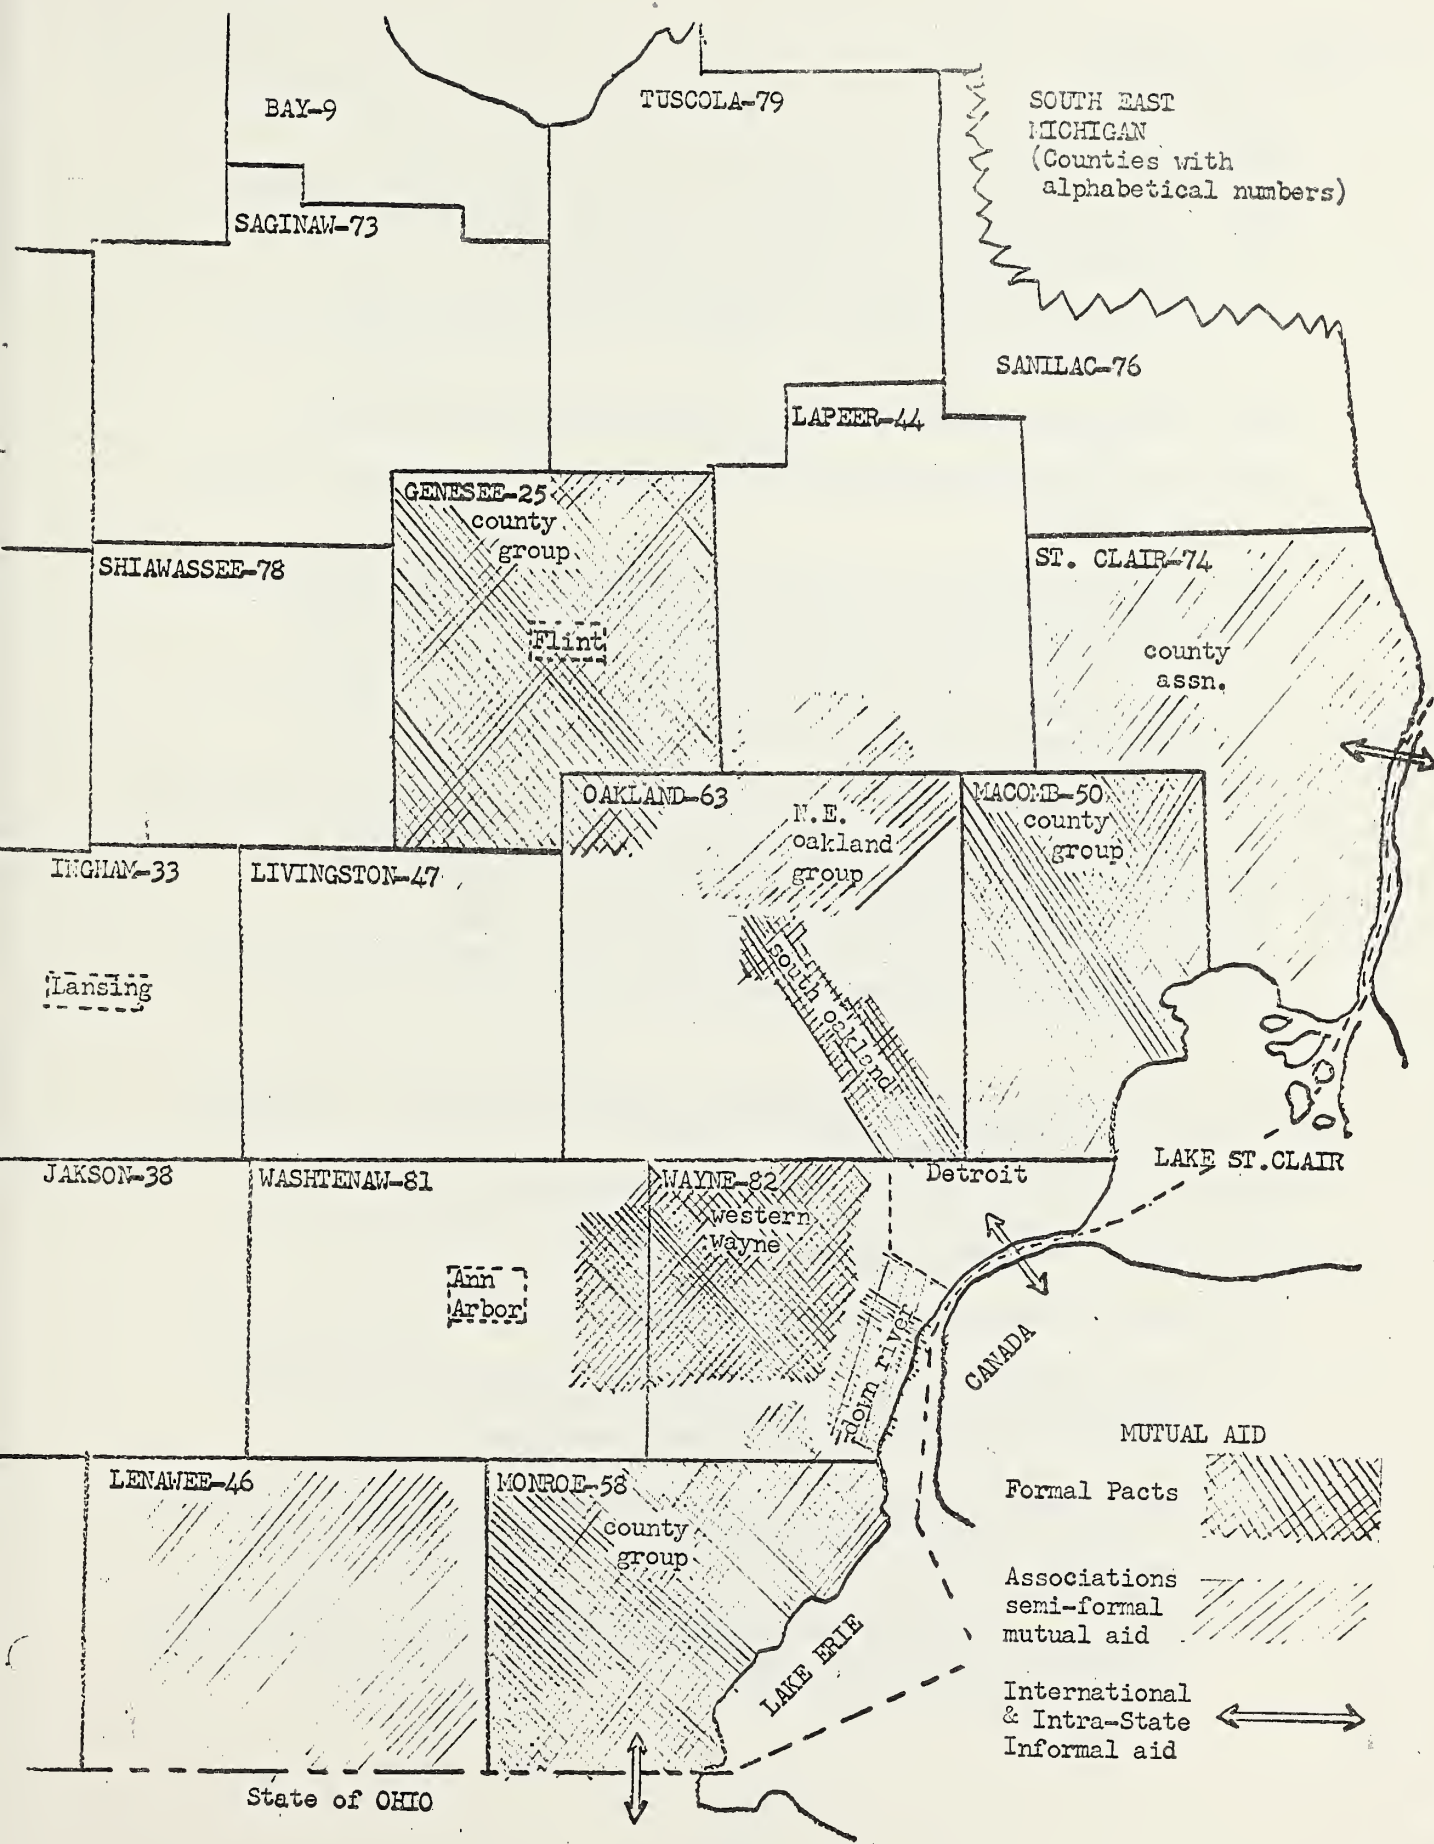 BAY-9
TUSCOLA-79
SOUTH EAST
MICHIGAN
(Counties with
alphabetical numbers)
SAGINAW-73
SANILAC-76
LAPEER-44
GENESEE-25
county
group
SHIAWASSEE-78
ST. CLAIR-74
Flint
county
assn.
OAKLAND-63
N.E.
oakland
group
MACOMB-50
county
group
INGHAM-33
LIVINGSTON-47
Lansing
south oakland
JAKSON-38
WASHTENAW-81
WAYNE-82
western
Wayne
Detroit
LAKE ST.CLAIR
Ann
Arbor
down river
CANADA
LENAWEE-46
MONROE-58
county
group
LAKE ERIE
MUTUAL AID
Formal Pacts
Associations
semi-formal
mutual aid
International
& Intra-State
Informal aid
State of OHIO